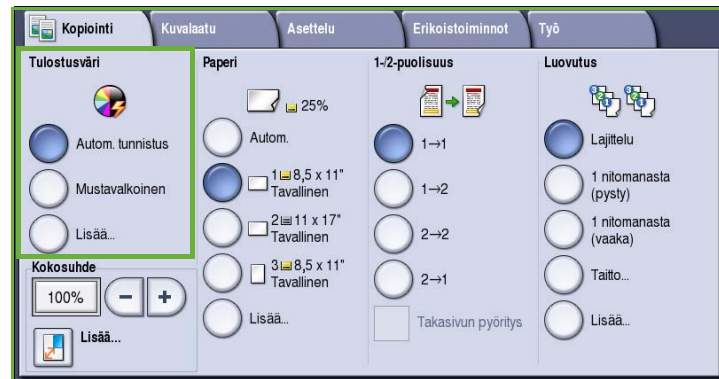 Kopiointi
Kuvalaatu
Asettelu
Erikoistoiminnot
Työ
Tulostusväri
Autom. tunnistus
Mustavalkoinen
Lisää...
Kokosuhde
100%
Lisää...
Paperi
25%
Autom.
1 8,5 x 11"
Tavallinen
2 11 x 17"
Tavallinen
3 8,5 x 11"
Tavallinen
Lisää...
1-/2-puolisuus
1→1
1→2
2→2
2→1
Takasivun pyöritys
Luovutus
Lajittelu
1 nitomanasta
(pysty)
1 nitomanasta
(vaaka)
Taitto...
Lisää...